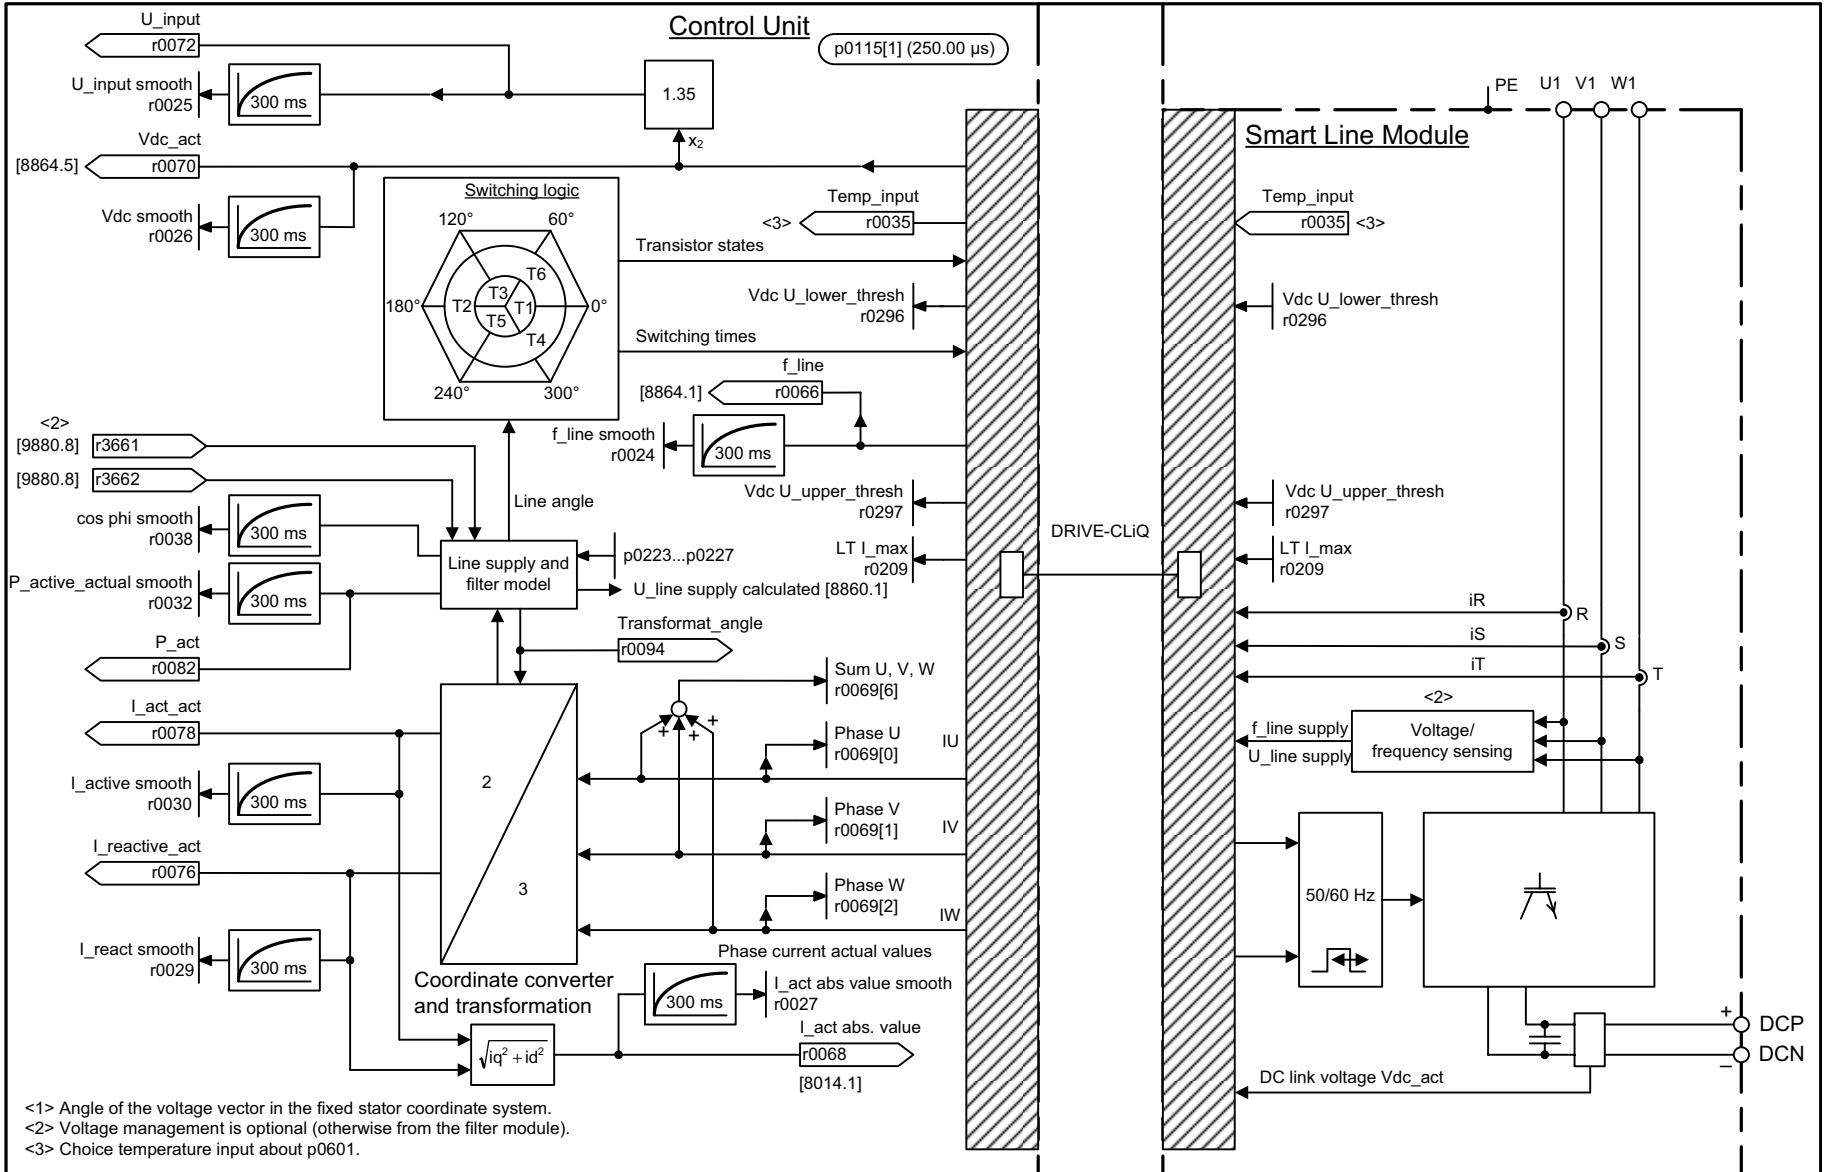 Control Unit
p0115[1] (250.00 µs)
U_input
r0072
U_input smooth
r0025
300 ms
1.35
x2
Vdc_act
[8864.5]
r0070
Vdc smooth
r0026
300 ms
Switching logic
120°
60°
180°
0°
240°
300°
T6
T3
T2
T1
T5
T4
Transistor states
Switching times
Temp_input
<3>
r0035
Vdc U_lower_thresh
r0296
f_line
[8864.1]
r0066
f_line smooth
r0024
300 ms
Vdc U_upper_thresh
r0297
LT I_max
r0209
<2>
[9880.8]
r3661
[9880.8]
r3662
Line angle
cos phi smooth
r0038
300 ms
Line supply and
filter model
p0223...p0227
U_line supply calculated [8860.1]
P_active_actual smooth
r0032
300 ms
P_act
r0082
Transformat_angle
r0094
Sum U, V, W
r0069[6]
+
+
+
I_act_act
r0078
Phase U
r0069[0]
IU
I_active smooth
r0030
300 ms
2
3
Phase V
r0069[1]
IV
I_reactive_act
r0076
Phase W
r0069[2]
IW
I_react smooth
r0029
300 ms
Phase current actual values
Coordinate converter
and transformation
300 ms
I_act abs value smooth
r0027
√iq² + id²
I_act abs. value
r0068
[8014.1]
DRIVE-CLiQ
Smart Line Module
PE
U1
V1
W1
Temp_input
r0035
<3>
Vdc U_lower_thresh
r0296
Vdc U_upper_thresh
r0297
LT I_max
r0209
iR
R
iS
S
iT
T
<2>
f_line supply
U_line supply
Voltage/
frequency sensing
50/60 Hz
+
DCP
DCN
–
DC link voltage Vdc_act
<1> Angle of the voltage vector in the fixed stator coordinate system.
<2> Voltage management is optional (otherwise from the filter module).
<3> Choice temperature input about p0601.